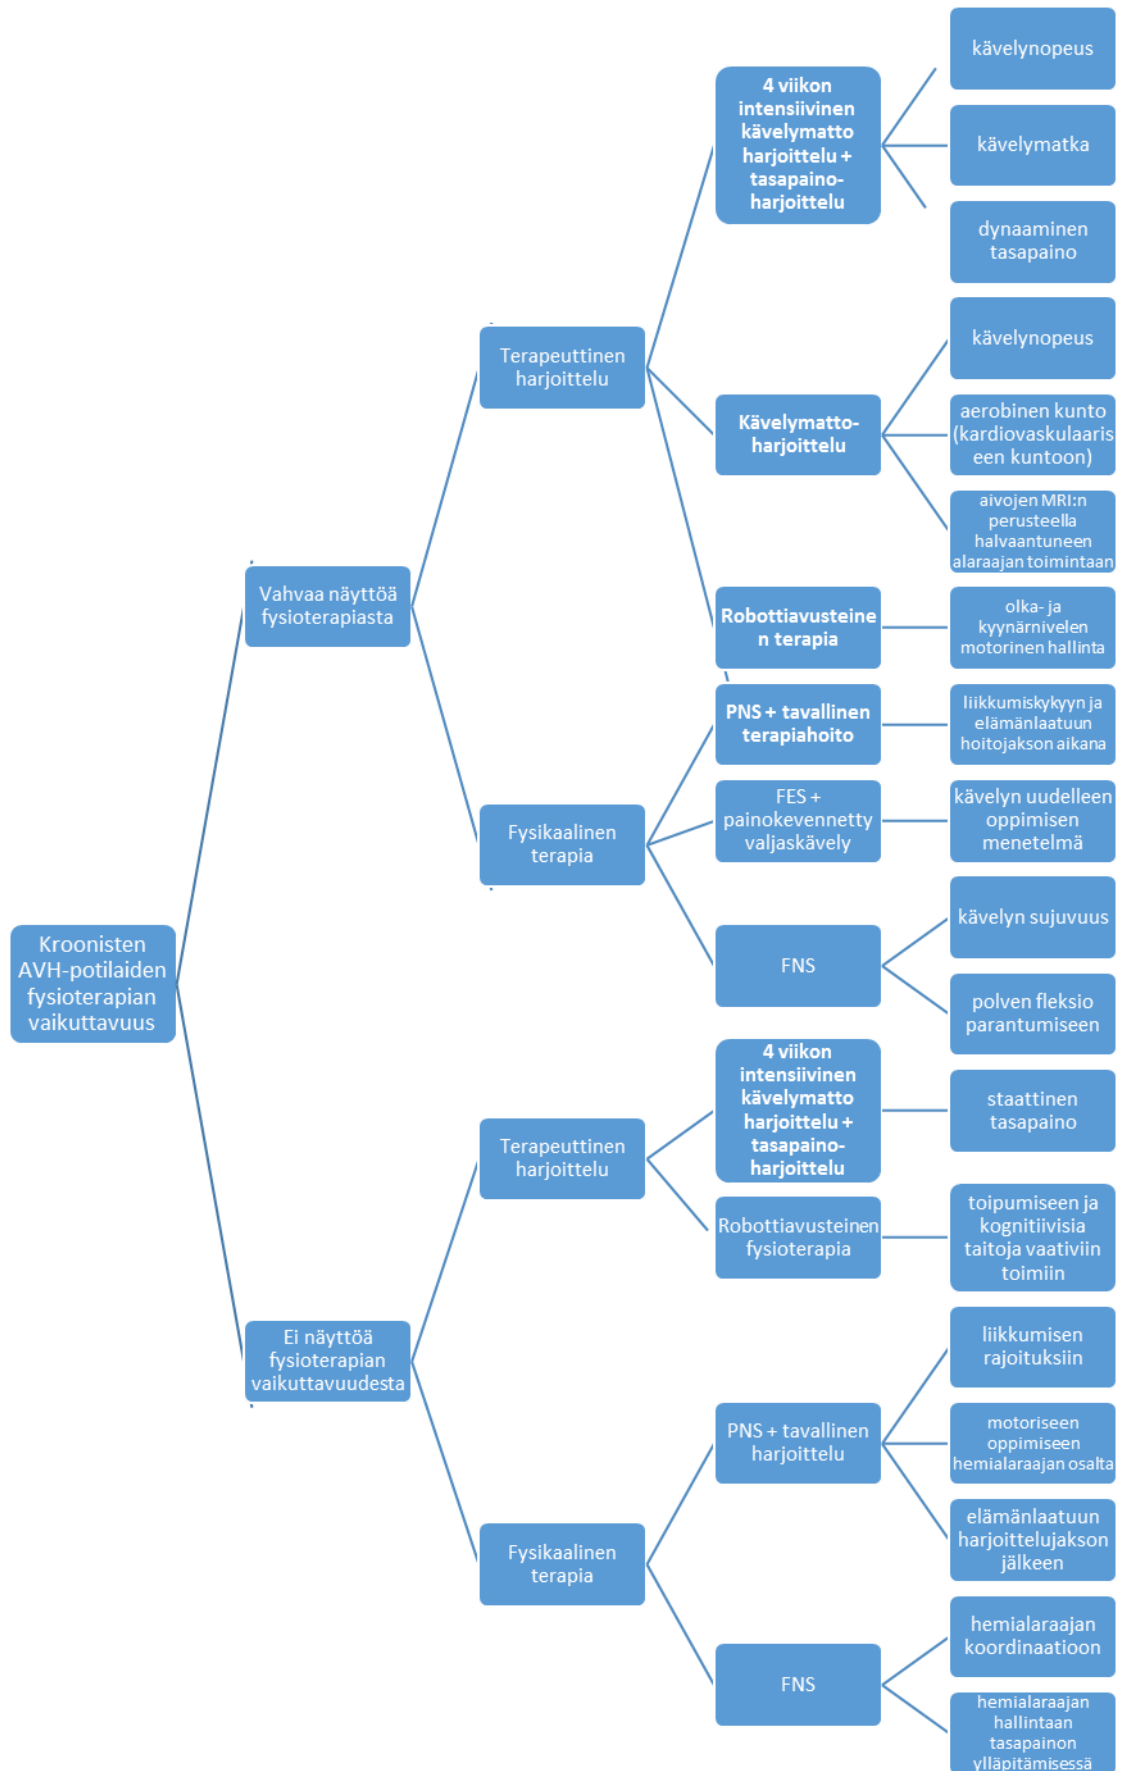 Kroonisten
AVH-potilaiden
fysioterapian
vaikuttavuus
Vahvaa näyttöä
fysioterapiasta
Terapeuttinen
harjoittelu
4 viikon
intensiivinen
kävelymatto
harjoittelu +
tasapaino-
harjoittelu
kävelynopeus
kävelymatka
dynaaminen
tasapaino
Kävelymatto-
harjoittelu
kävelynopeus
aerobinen kunto
(kardiovaskulaaris
een kuntoon)
aivojen MRI:n
perusteella
halvaantuneen
alaraajan toimintaan
Robottiavusteine
n terapia
olka- ja
kyynärnivelen
motorinen hallinta
Fysikaalinen
terapia
PNS + tavallinen
terapiahoito
liikkumiskykyyn ja
elämänlaatuun
hoitojakson aikana
FES +
painokevennetty
valjaskävely
kävelyn uudelleen
oppimisen
menetelmä
FNS
kävelyn sujuvuus
polven fleksio
parantumiseen
Ei näyttöä
fysioterapian
vaikuttavuudesta
Terapeuttinen
harjoittelu
4 viikon
intensiivinen
kävelymatto
harjoittelu +
tasapaino-
harjoittelu
staattinen
tasapaino
Robottiavusteinen
fysioterapia
toipumiseen ja
kognitiivisia
taitoja vaativiin
toimiin
Fysikaalinen
terapia
PNS + tavallinen
harjoittelu
liikkumisen
rajoituksiin
motoriseen
oppimiseen
hemialaraajan osalta
elämänlaatuun
harjoittelujakson
jälkeen
FNS
hemialaraajan
koordinaatioon
hemialaraajan
hallintaan
tasapainon
ylläpitämisessä